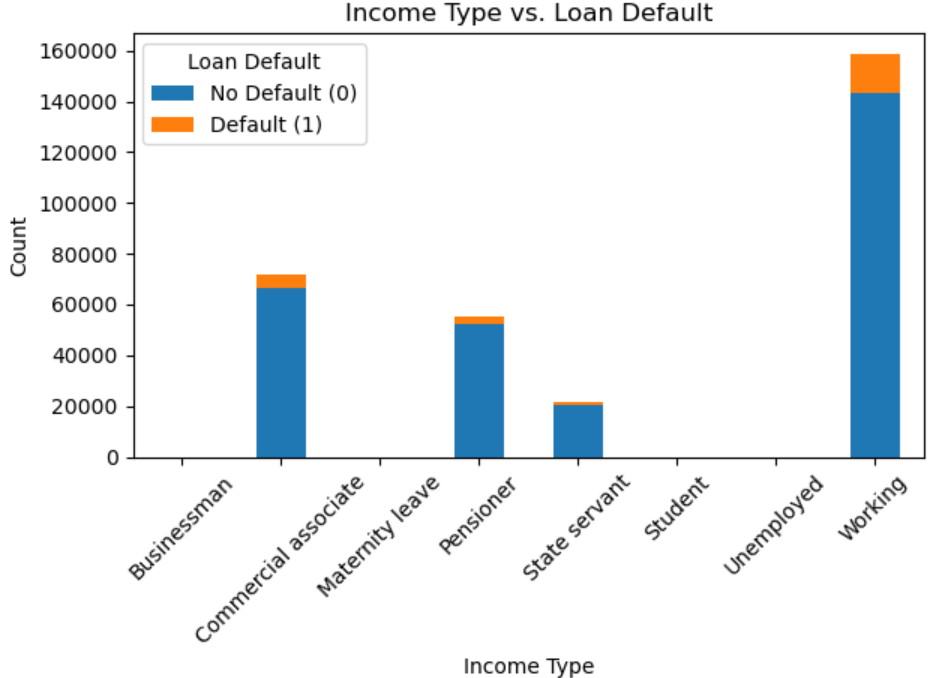 Income Type vs. Loan Default
Loan Default
No Default (0)
Default (1)
160000
140000
120000
100000
80000
60000
40000
20000
0
Count
Businessman
Commercial associate
Maternity leave
Pensioner
State servant
Student
Unemployed
Working
Income Type